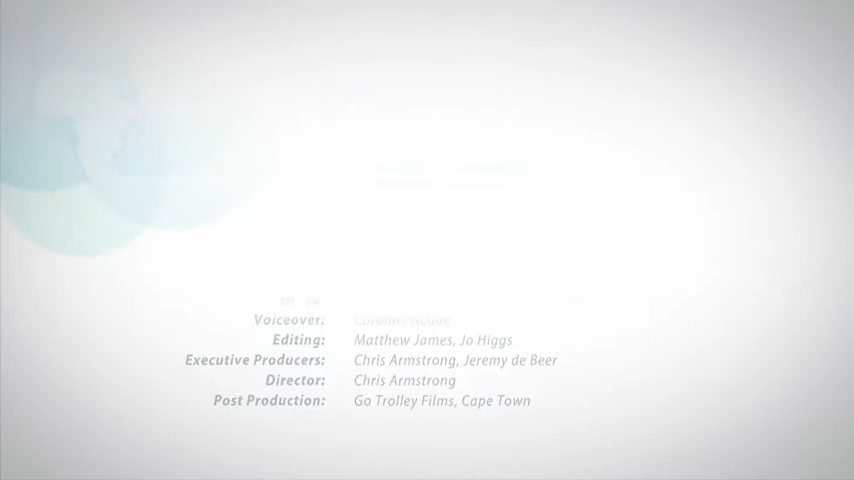 Voiceover:
Editing: Matthew James, Jo Higgs
Executive Producers: Chris Armstrong, Jeremy de Beer
Director: Chris Armstrong
Post Production: Go Trolley Films, Cape Town